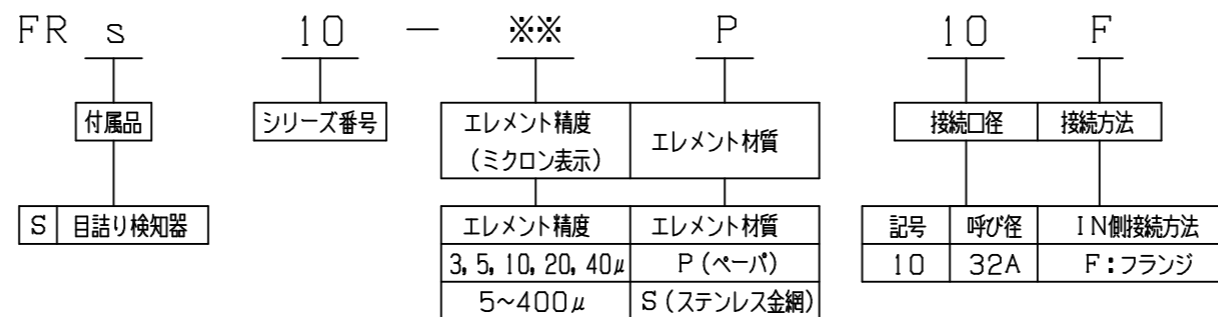 FR s 10 － ※※ P 10 F
付属品 シリーズ番号 エレメント精度 (ミクロン表示) エレメント材質 接続口径 接続方法
S 目詰り検知器
エレメント精度 エレメント材質
3, 5, 10, 20, 40μ P(ペーパ)
5~400μ S(ステンレス金網)
記号 呼び径 IN側接続方法
10 32A F:フランジ